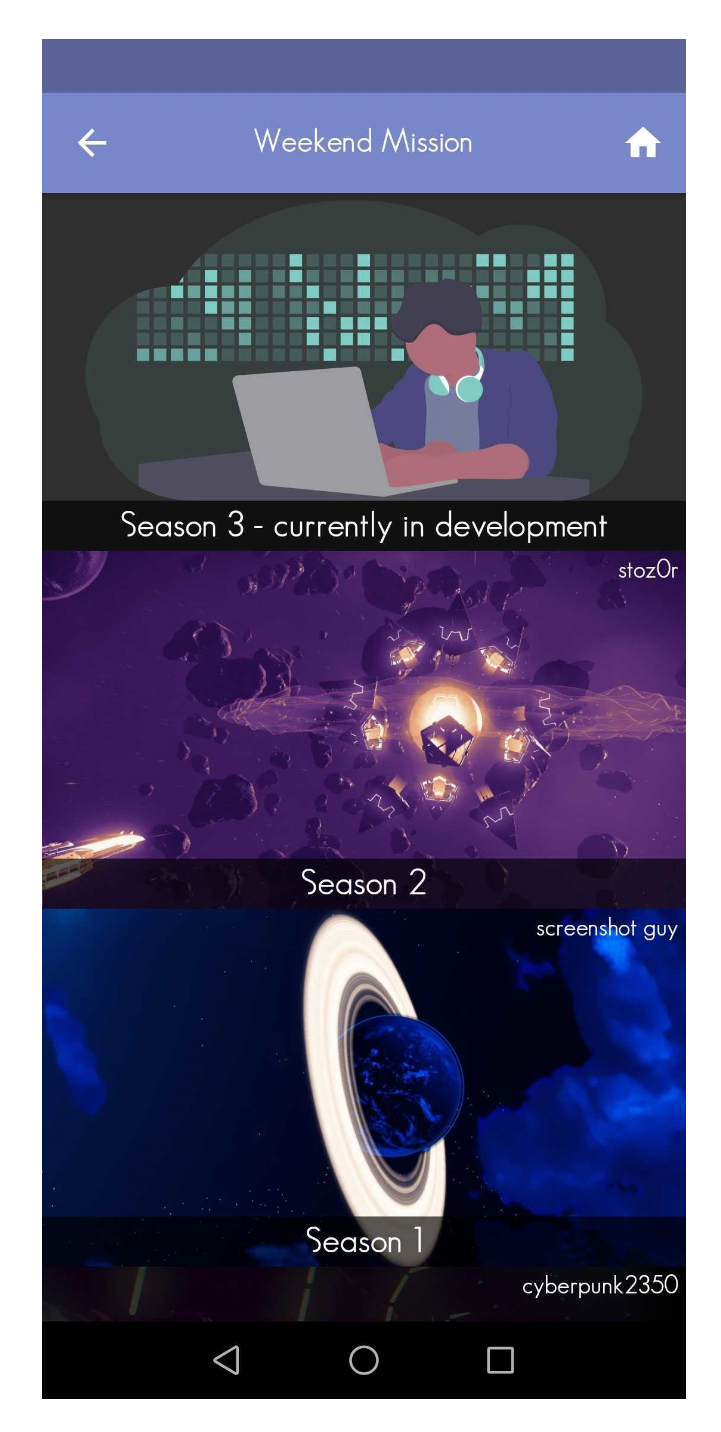 Weekend Mission
Season 3 - currently in development
stoz0r
Season 2
screenshot guy
Season 1
cyberpunk2350